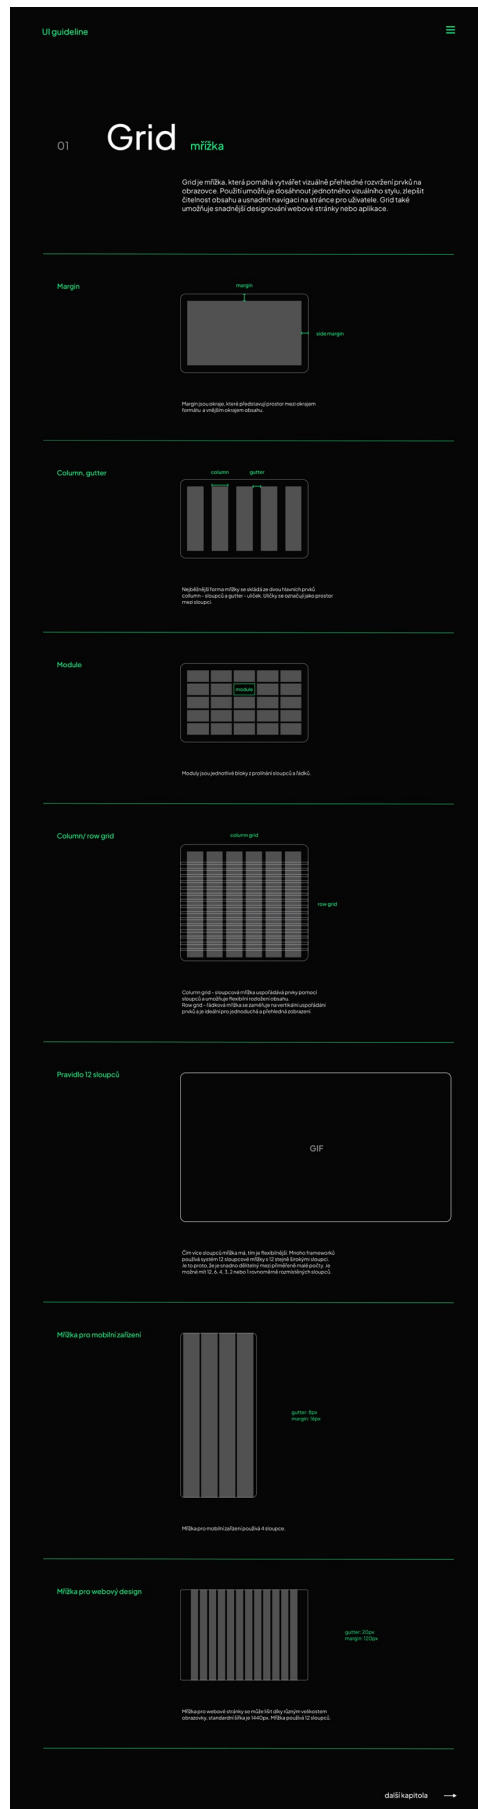 UI guideline
01 Grid mřížka
Grid je mřížka, která pomáhá vytvářet vizuálně přehledné rozvržení prvků na
obrazovce. Použití umožňuje dosáhnout jednotného vizuálního stylu, zlepšit
čitelnost obsahu a usnadnit navigaci na stránce pro uživatele. Grid také
umožňuje snadnější designování webové stránky nebo aplikace.
Margin
margin
side margin
Margin jsou okraje, které představují prostor mezi okrajem
formátu a vnějším okrajem obsahu.
Column, gutter
column gutter
Nejběžnější forma mřížky se skládá ze dvou hlavních prvků
collumn - sloupců a gutter - uliček. Uličky se označují jako prostor
mezi sloupci.
Module
module
Moduly jsou jednotlivé bloky z prolínání sloupců a řádků.
Column/ row grid
column grid
row grid
Column grid - sloupcová mřížka uspořádává prvky pomocí
sloupců a umožňuje flexibilní rozložení obsahu.
Row grid - řádková mřížka se zaměřuje na vertikální uspořádání
prvků a je ideální pro jednoduchá a přehledná zobrazení.
Pravidlo 12 sloupců
GIF
Čím více sloupců mřížka má, tím je flexibilnější. Mnoho frameworků
používá systém 12 sloupcové mřížky s 12 stejně širokými sloupci.
Je to proto, že je snadno dělitelný mezi přiměřeně malé počty. Je
možné mít 12, 6, 4, 3, 2 nebo 1 rovnoměrně rozmístěných sloupců.
Mřížka pro mobilní zařízení
gutter: 8px
margin: 16px
Mřížka pro mobilní zařízení používá 4 sloupce.
Mřížka pro webový design
gutter: 20px
margin: 120px
Mřížka pro webové stránky se může lišit díky různým velikostem
obrazovky, standardní šířka je 1440px. Mřížka používá 12 sloupců.
další kapitola